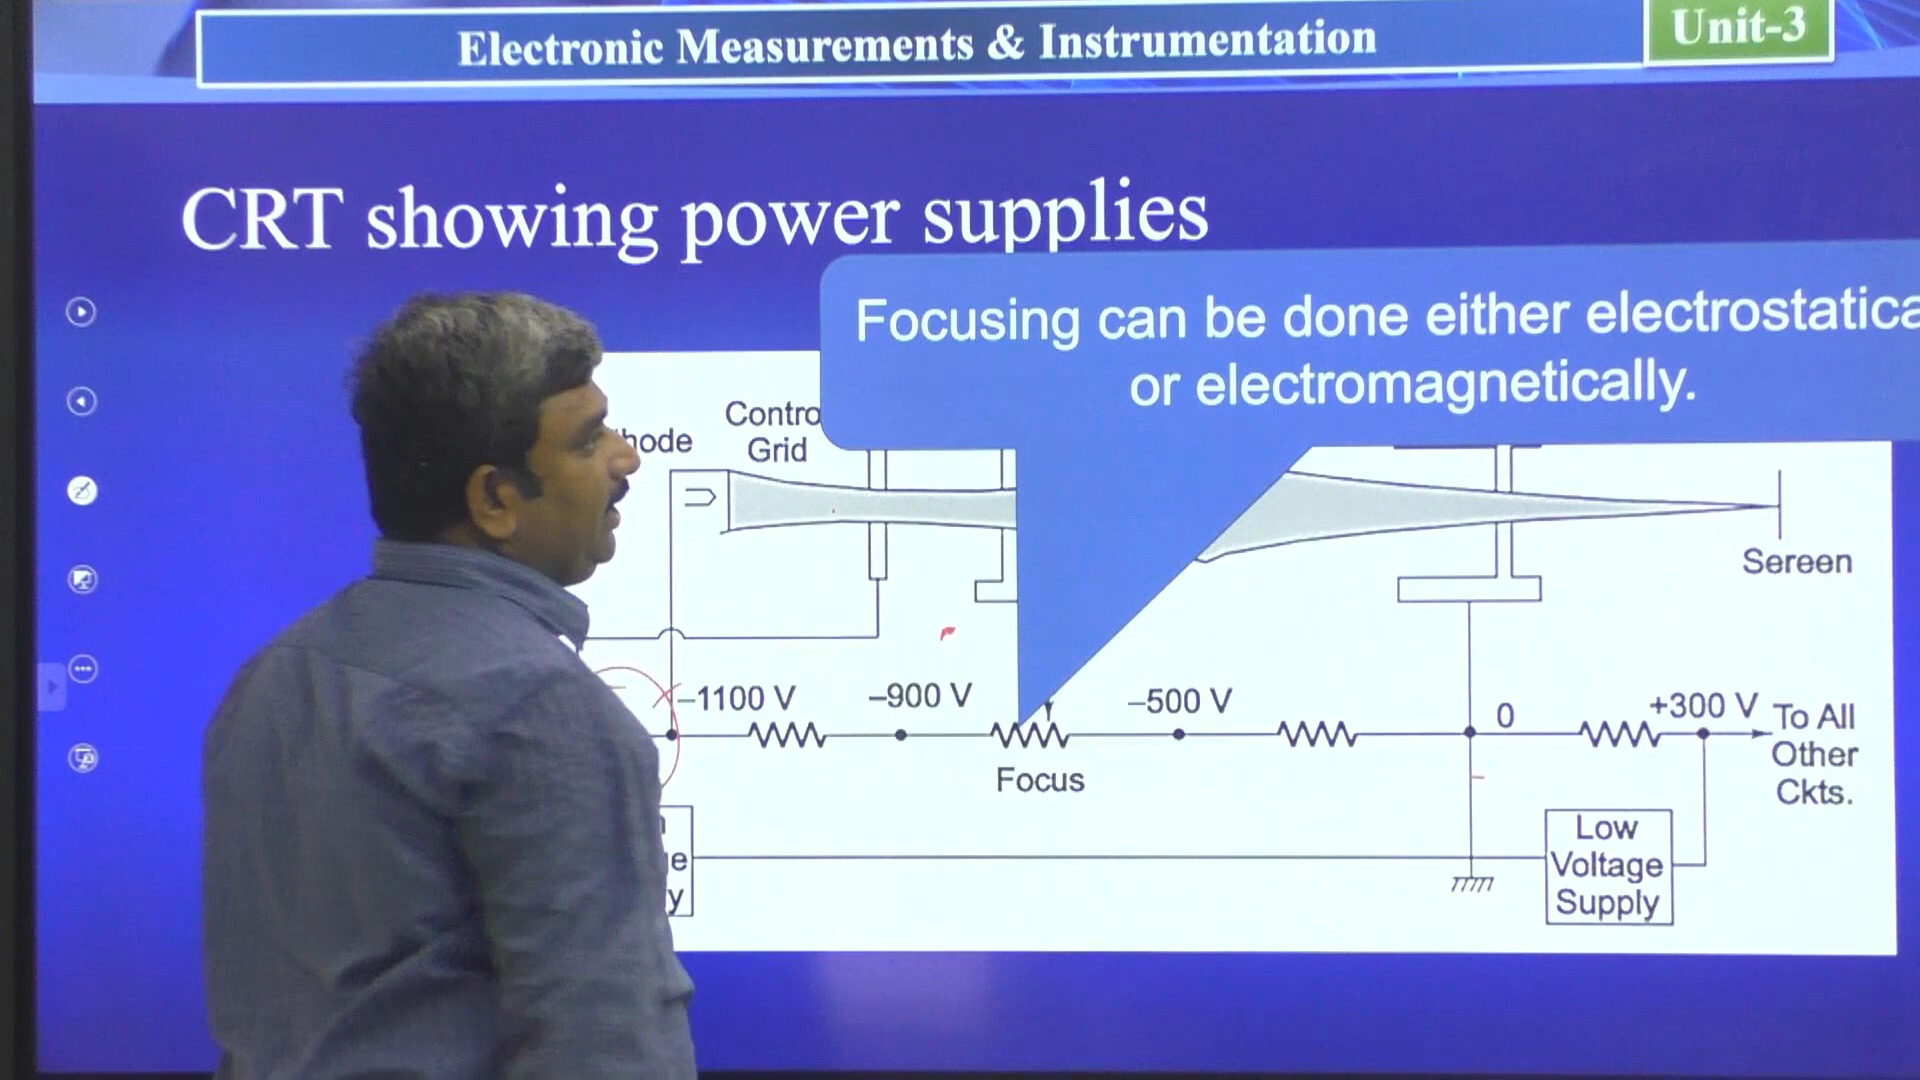 Electronic Measurements & Instrumentation
Unit-3
CRT showing power supplies
Focusing can be done either electrostatica
or electromagnetically.
hode
Contro
Grid
Sereen
–1100 V
–900 V
–500 V
0
+300 V
To All
Other
Ckts.
Focus
e
y
Low
Voltage
Supply